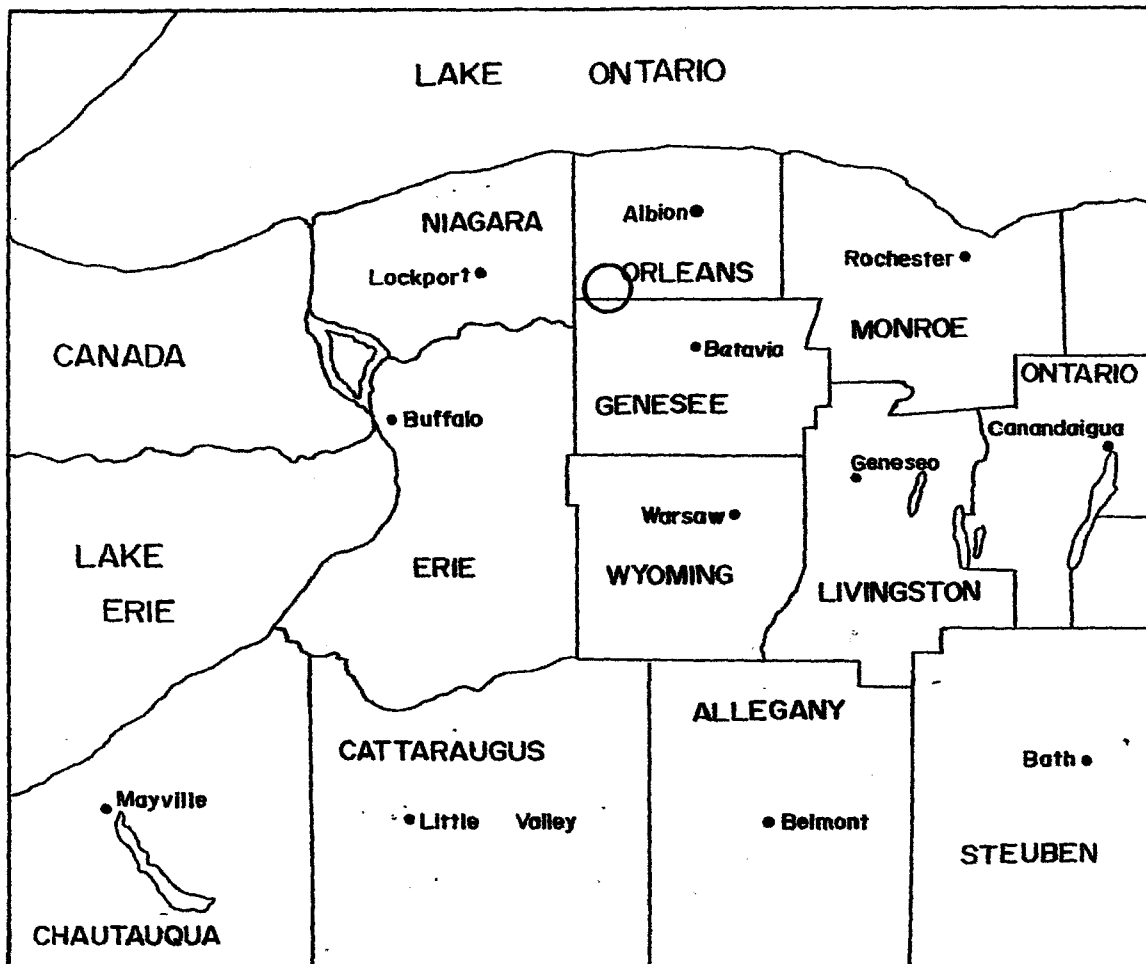 LAKE ONTARIO
NIAGARA
Albion
Lockport
ORLEANS
Rochester
CANADA
Batavia
MONROE
ONTARIO
Buffalo
GENESEE
Canandaigua
Geneseo
Warsaw
LAKE
ERIE
ERIE
WYOMING
LIVINGSTON
ALLEGANY
CATTARAUGUS
Bath
Mayville
Little Valley
Belmont
STEUBEN
CHAUTAUQUA